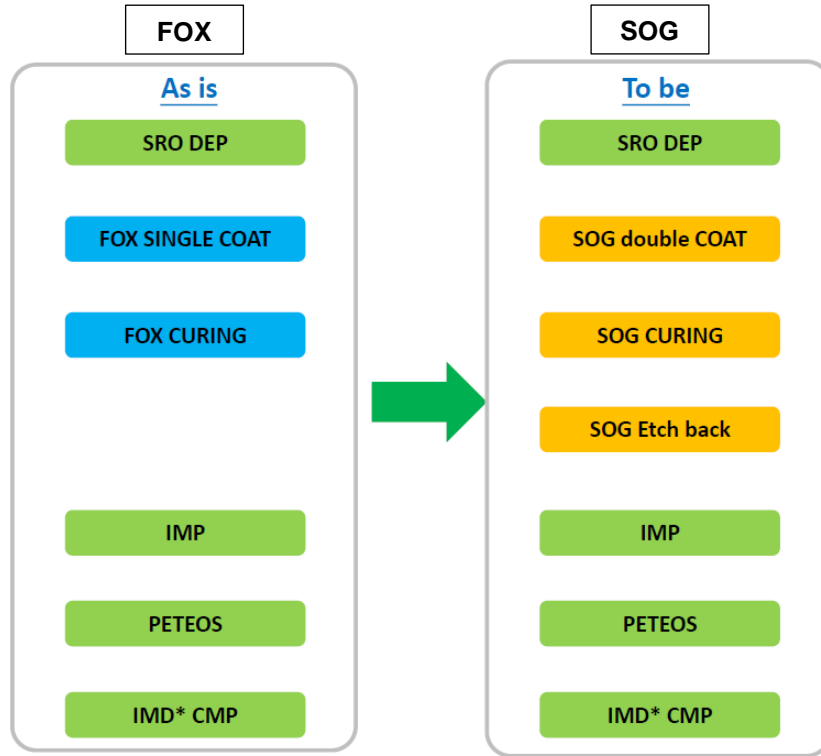 FOX
As is
SRO DEP
FOX SINGLE COAT
FOX CURING
IMP
PETEOS
IMD* CMP
SOG
To be
SRO DEP
SOG double COAT
SOG CURING
SOG Etch back
IMP
PETEOS
IMD* CMP